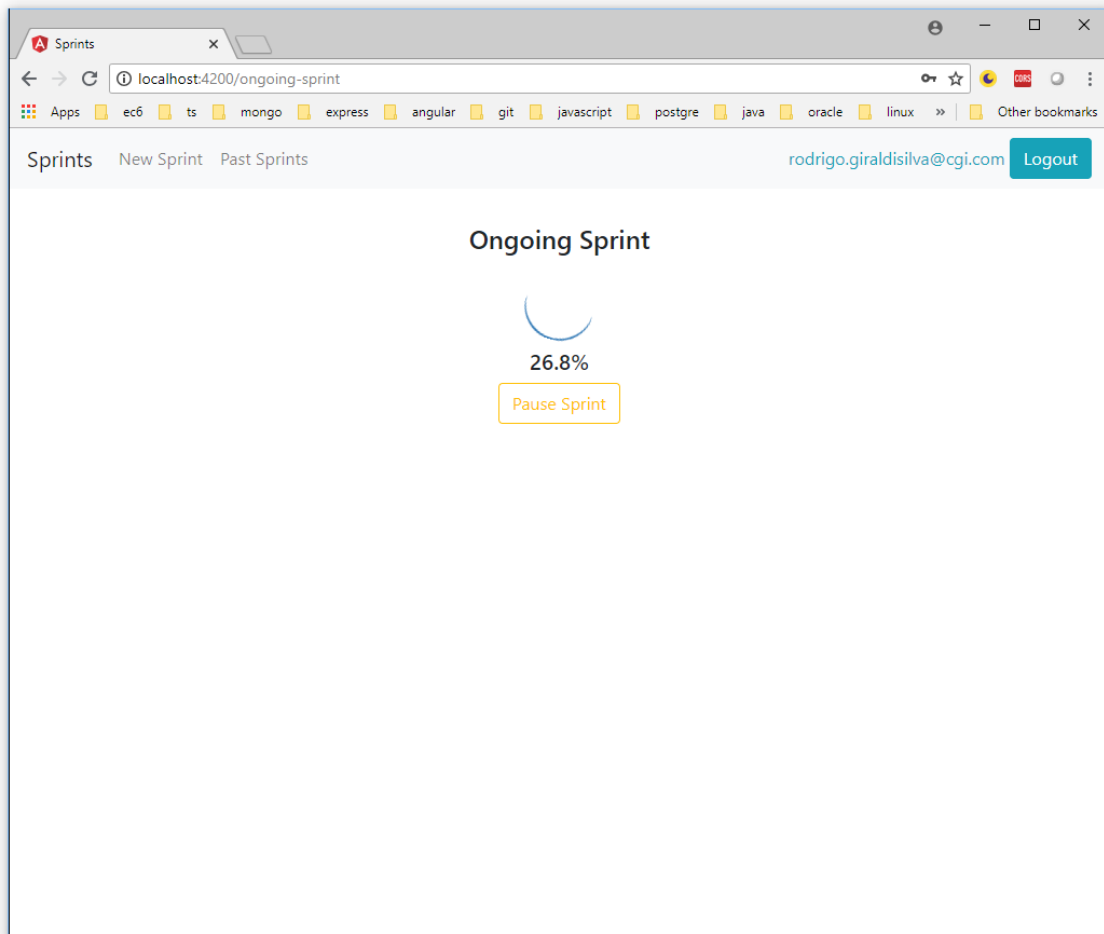 Sprints
localhost:4200/ongoing-sprint
CORS
Apps ec6 ts mongo express angular git javascript postgre java oracle linux » Other bookmarks
Sprints New Sprint Past Sprints rodrigo.giraldisilva@cgi.com Logout
Ongoing Sprint
26.8%
Pause Sprint